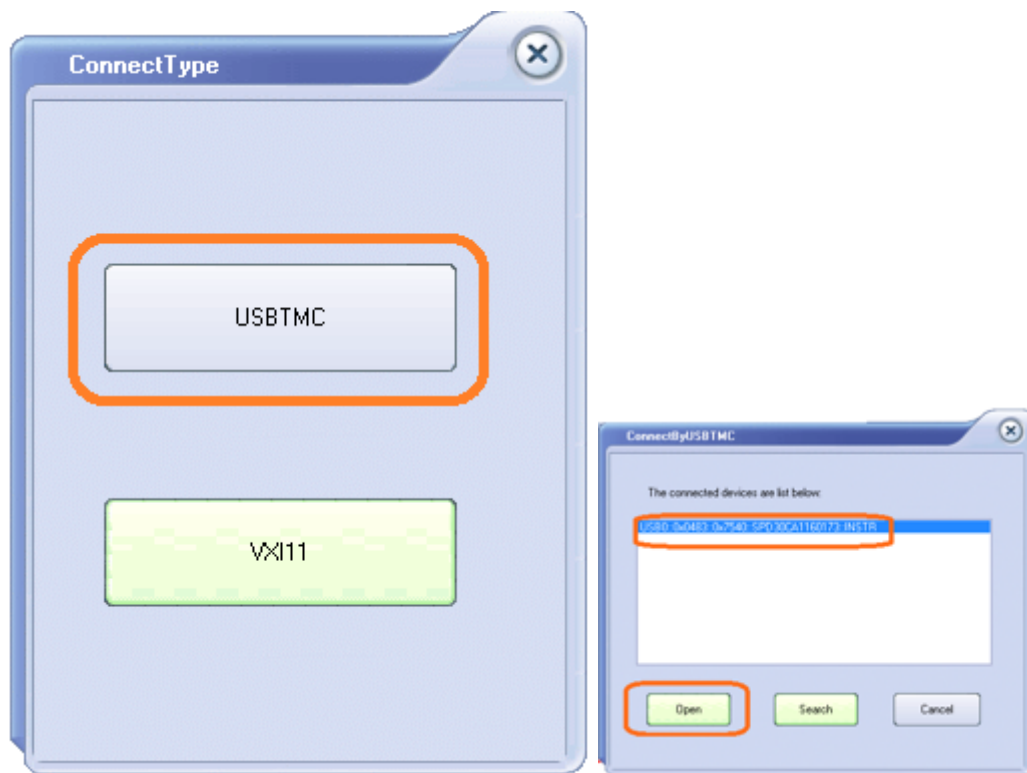 ConnectType
USBTMC
VXI11
ConnectByUSBTMC
The connected devices are list below:
USB0::0x0483::0x7540::SPD30CA1160173::INSTR
Open
Search
Cancel